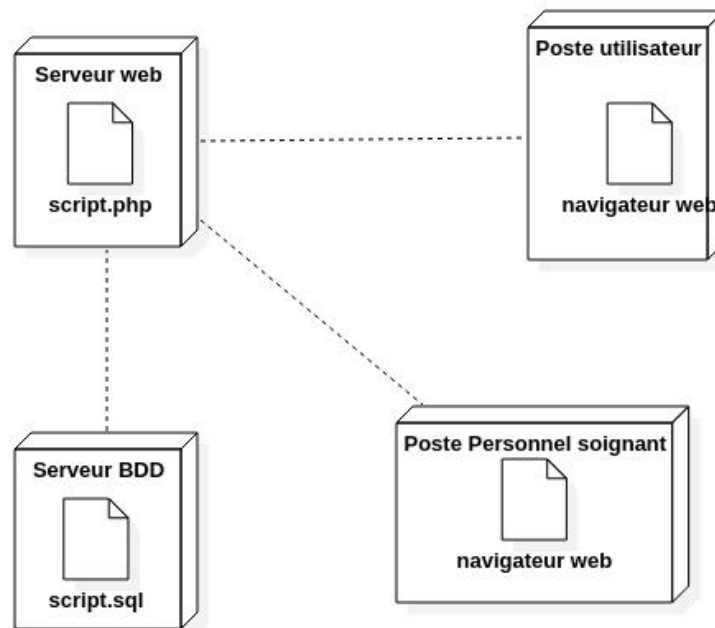 Serveur web
script.php
Poste utilisateur
navigateur web
Serveur BDD
script.sql
Poste Personnel soignant
navigateur web